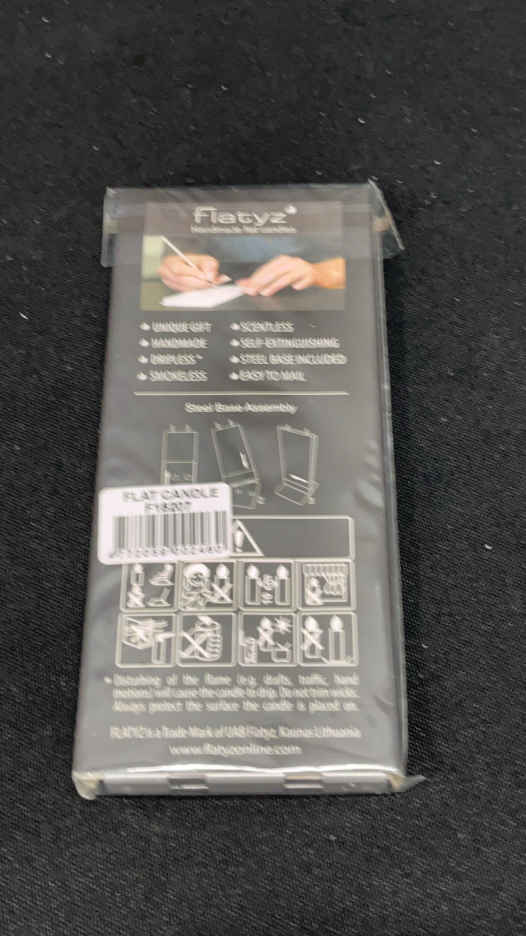 flatyz
Handmade flat candles
UNIQUE GIFT
SCENTLESS
HANDMADE
SELF-EXTINGUISHING
DRIPLESS*
STEEL BASE INCLUDED
SMOKELESS
EASY TO MAIL
Steel Base Assembly
FLAT CANDLE
* Disturbing of the flame (e.g. drafts, traffic, hand
motions) will cause the candle to drip. Do not trim wicks.
Always protect the surface the candle is placed on.
FLATYZ is a Trade Mark of UAB Flatyz, Kaunas Lithuania
www.flatyzonline.com